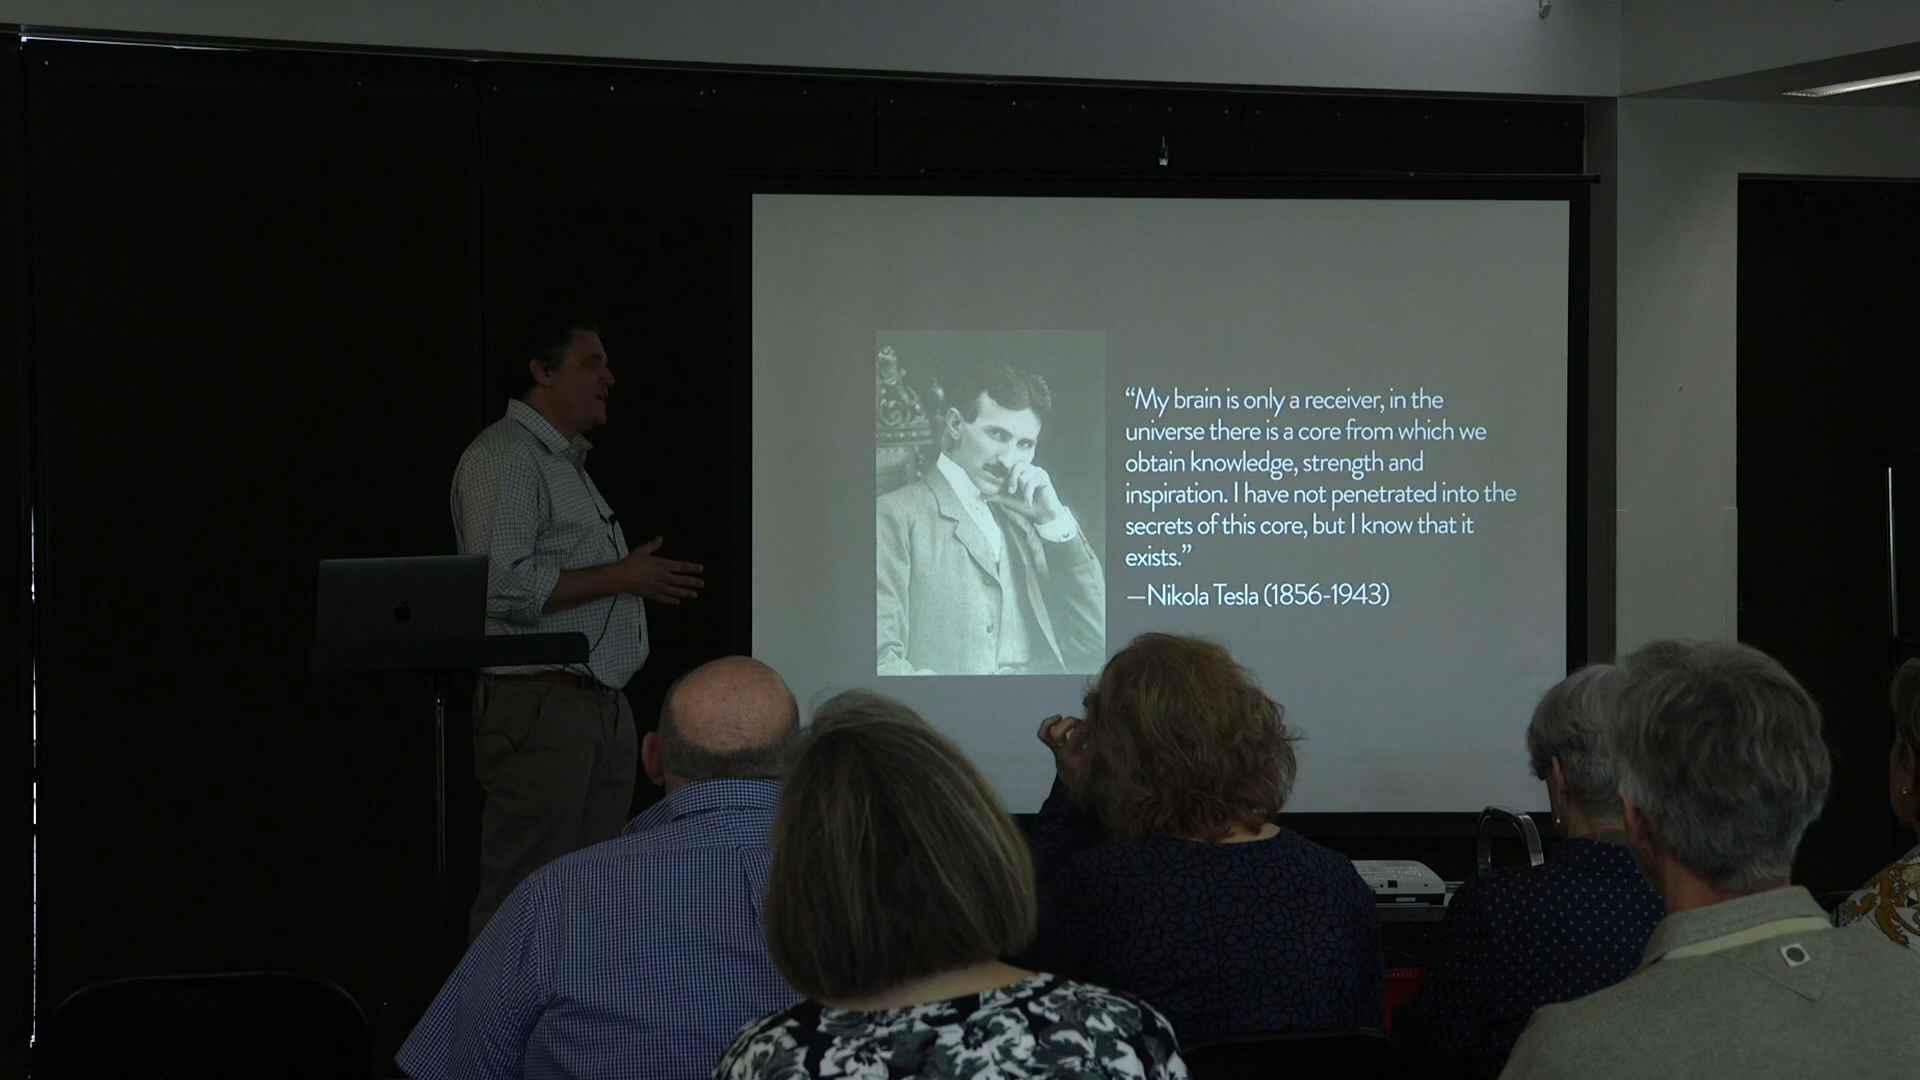 “My brain is only a receiver, in the
universe there is a core from which we
obtain knowledge, strength and
inspiration. I have not penetrated into the
secrets of this core, but I know that it
exists.”
—Nikola Tesla (1856-1943)